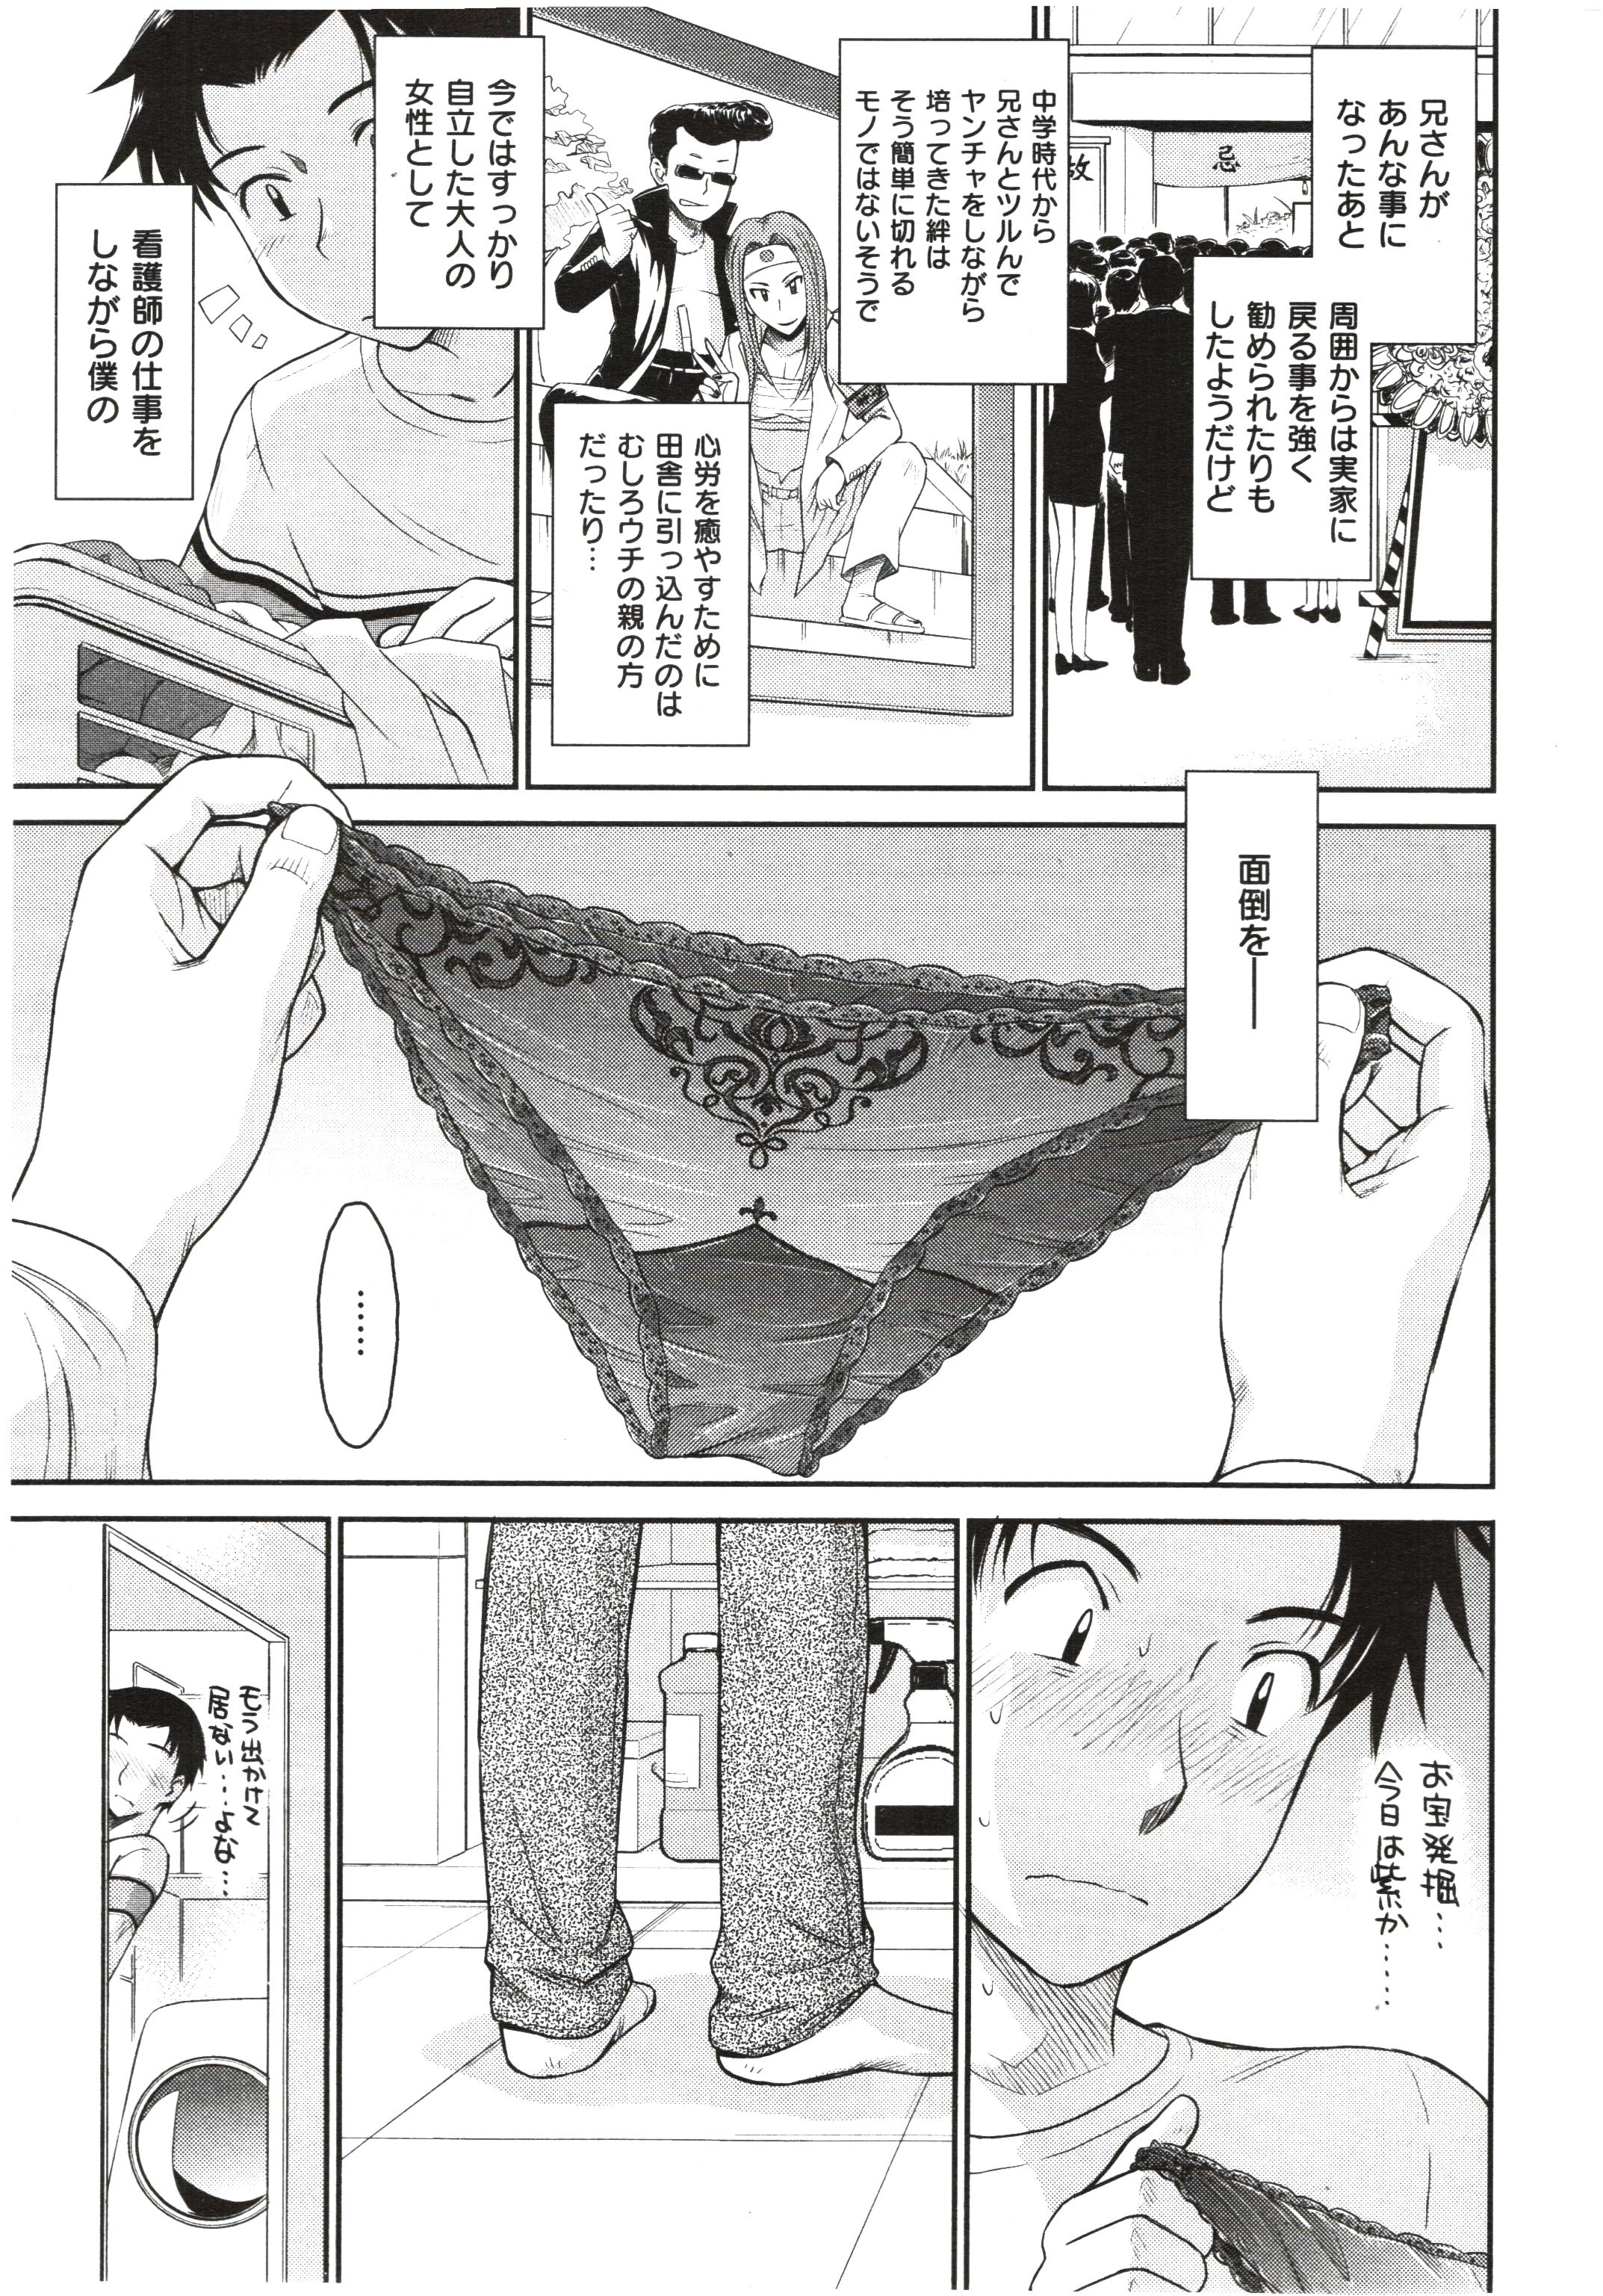 兄さんが
あんな事に
なったあと
周囲からは実家に
戻る事を強く
勧められたりも
したようだけど
忌
故
中学時代から
兄さんとツルんで
ヤンチャをしながら
培ってきた絆は
そう簡単に切れる
モノではないそうで
心労を癒やすために
田舎に引っ込んだのは
むしろウチの親の方
だったり…
今ではすっかり
自立した大人の
女性として
看護師の仕事を
しながら僕の
面倒を──
……
お宝発掘…
今日は紫か……
もう出かけて
居ない…よな…